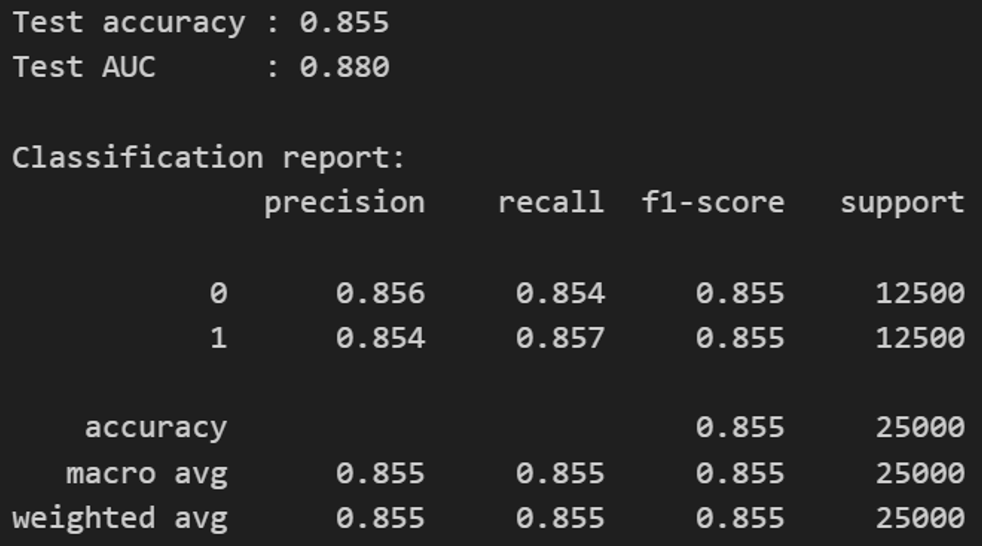 Test accuracy : 0.855
Test AUC      : 0.880
Classification report:
              precision    recall  f1-score   support
           0      0.856     0.854     0.855     12500
           1      0.854     0.857     0.855     12500
    accuracy                          0.855     25000
   macro avg      0.855     0.855     0.855     25000
weighted avg      0.855     0.855     0.855     25000